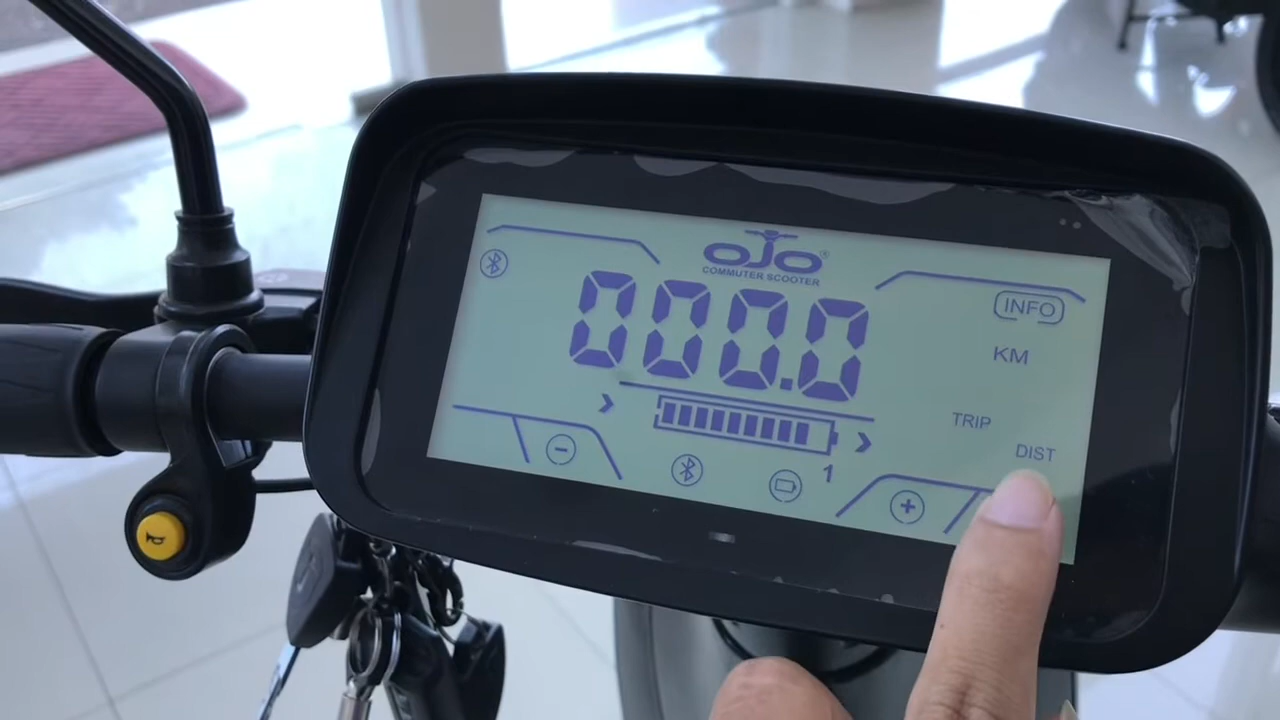 OJO®
COMMUTER SCOOTER
INFO
000.0
KM
TRIP
DIST
1